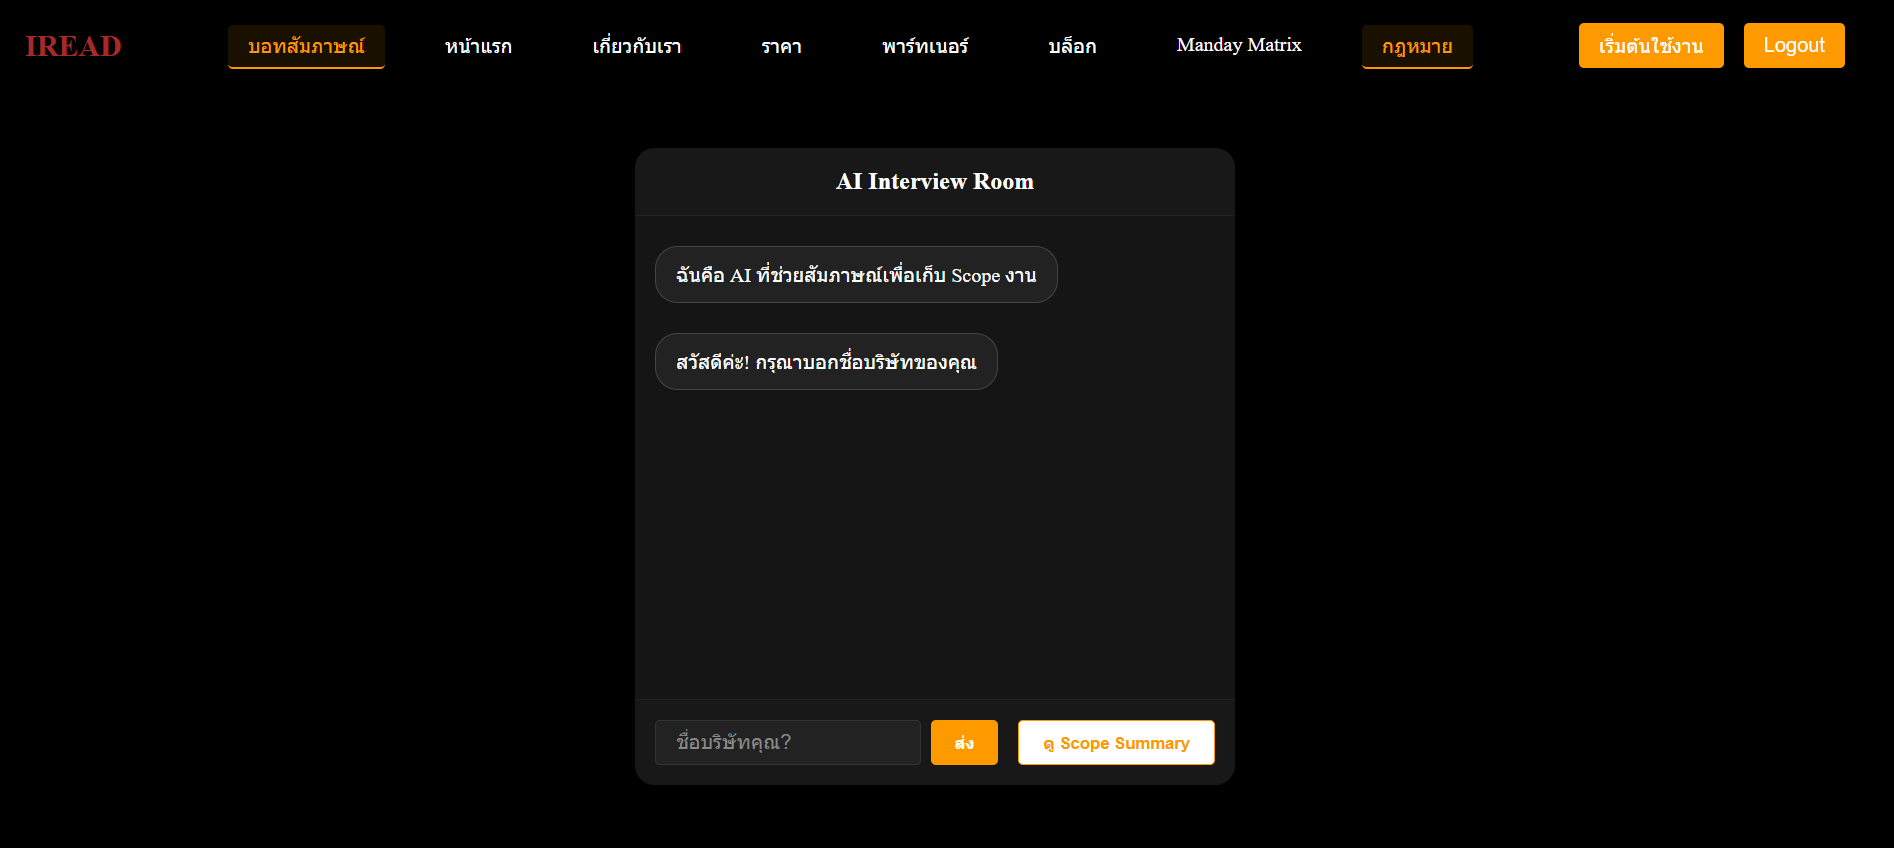 IREAD
บอทสัมภาษณ์
หน้าแรก
เกี่ยวกับเรา
ราคา
พาร์ทเนอร์
บล็อก
Manday Matrix
กฎหมาย
เริ่มต้นใช้งาน
Logout
AI Interview Room
ฉันคือ AI ที่ช่วยสัมภาษณ์เพื่อเก็บ Scope งาน
สวัสดีค่ะ! กรุณาบอกชื่อบริษัทของคุณ
ชื่อบริษัทคุณ?
ส่ง
ดู Scope Summary